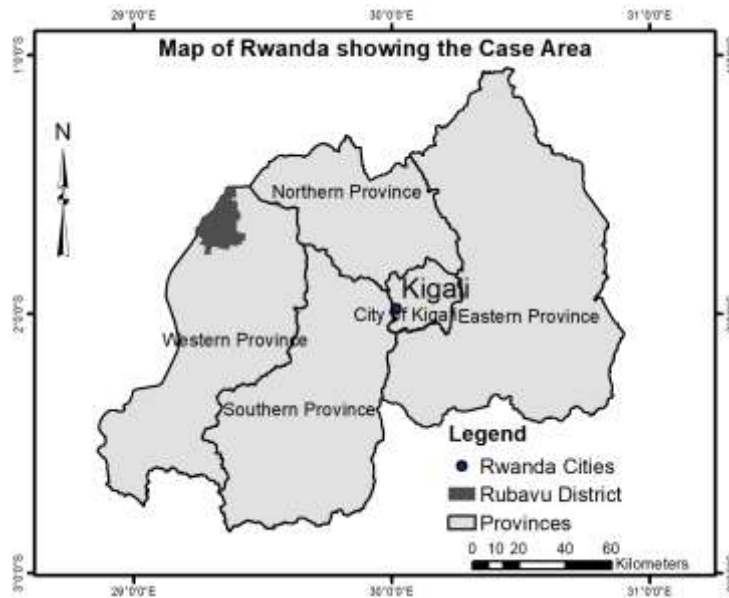 29°0'0"E 30°0'0"E 31°0'0"E
Map of Rwanda showing the Case Area
1°0'0"S
N
Northern Province
Kigali
2°0'0"S
City of Kigali
Eastern Province
Western Province
Southern Province
Legend
Rwanda Cities
Rubavu District
Provinces
0 10 20 40 60
Kilometers
3°0'0"S
29°0'0"E 30°0'0"E 31°0'0"E